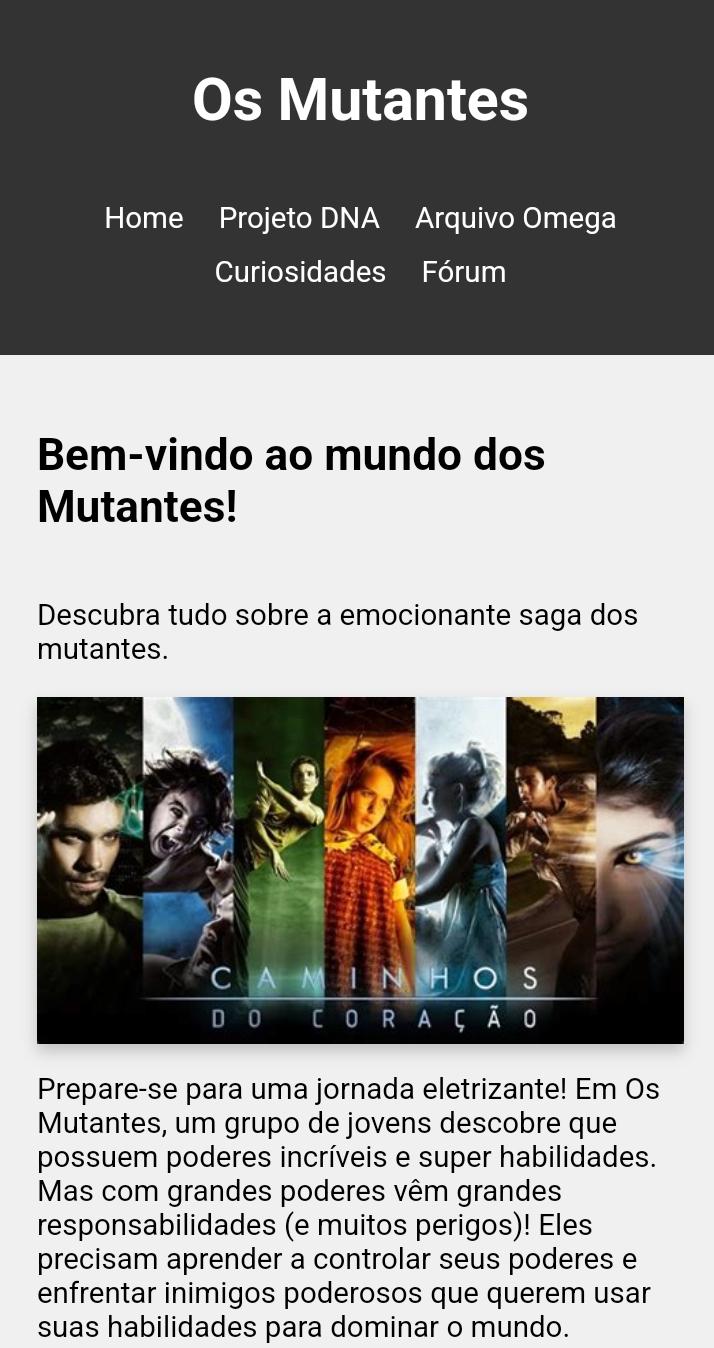 Os Mutantes
Home Projeto DNA Arquivo Omega
Curiosidades Fórum
Bem-vindo ao mundo dos
Mutantes!
Descubra tudo sobre a emocionante saga dos
mutantes.
CAMINHOS
DO CORAÇÃO
Prepare-se para uma jornada eletrizante! Em Os
Mutantes, um grupo de jovens descobre que
possuem poderes incríveis e super habilidades.
Mas com grandes poderes vêm grandes
responsabilidades (e muitos perigos)! Eles
precisam aprender a controlar seus poderes e
enfrentar inimigos poderosos que querem usar
suas habilidades para dominar o mundo.